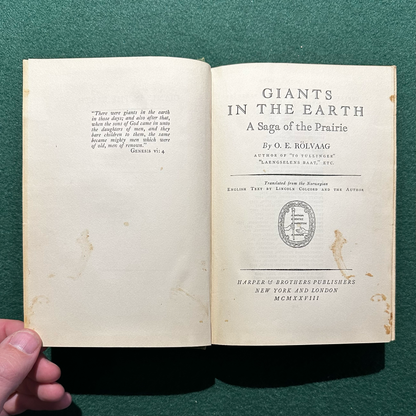 "There were giants in the earth
in those days; and also after that,
when the sons of God came in unto
the daughters of men, and they
bare children to them, the same
became mighty men which were
of old, men of renown."
GENESIS vi: 4
GIANTS
IN THE EARTH
A Saga of the Prairie
By O. E. RÖLVAAG
AUTHOR OF "TO TULLINGER"
"LAENGSELENS BAAT," ETC.
Translated from the Norwegian
ENGLISH TEXT BY LINCOLN COLCORD AND THE AUTHOR
HARPER & BROTHERS PUBLISHERS
NEW YORK AND LONDON
MCMXXVIII